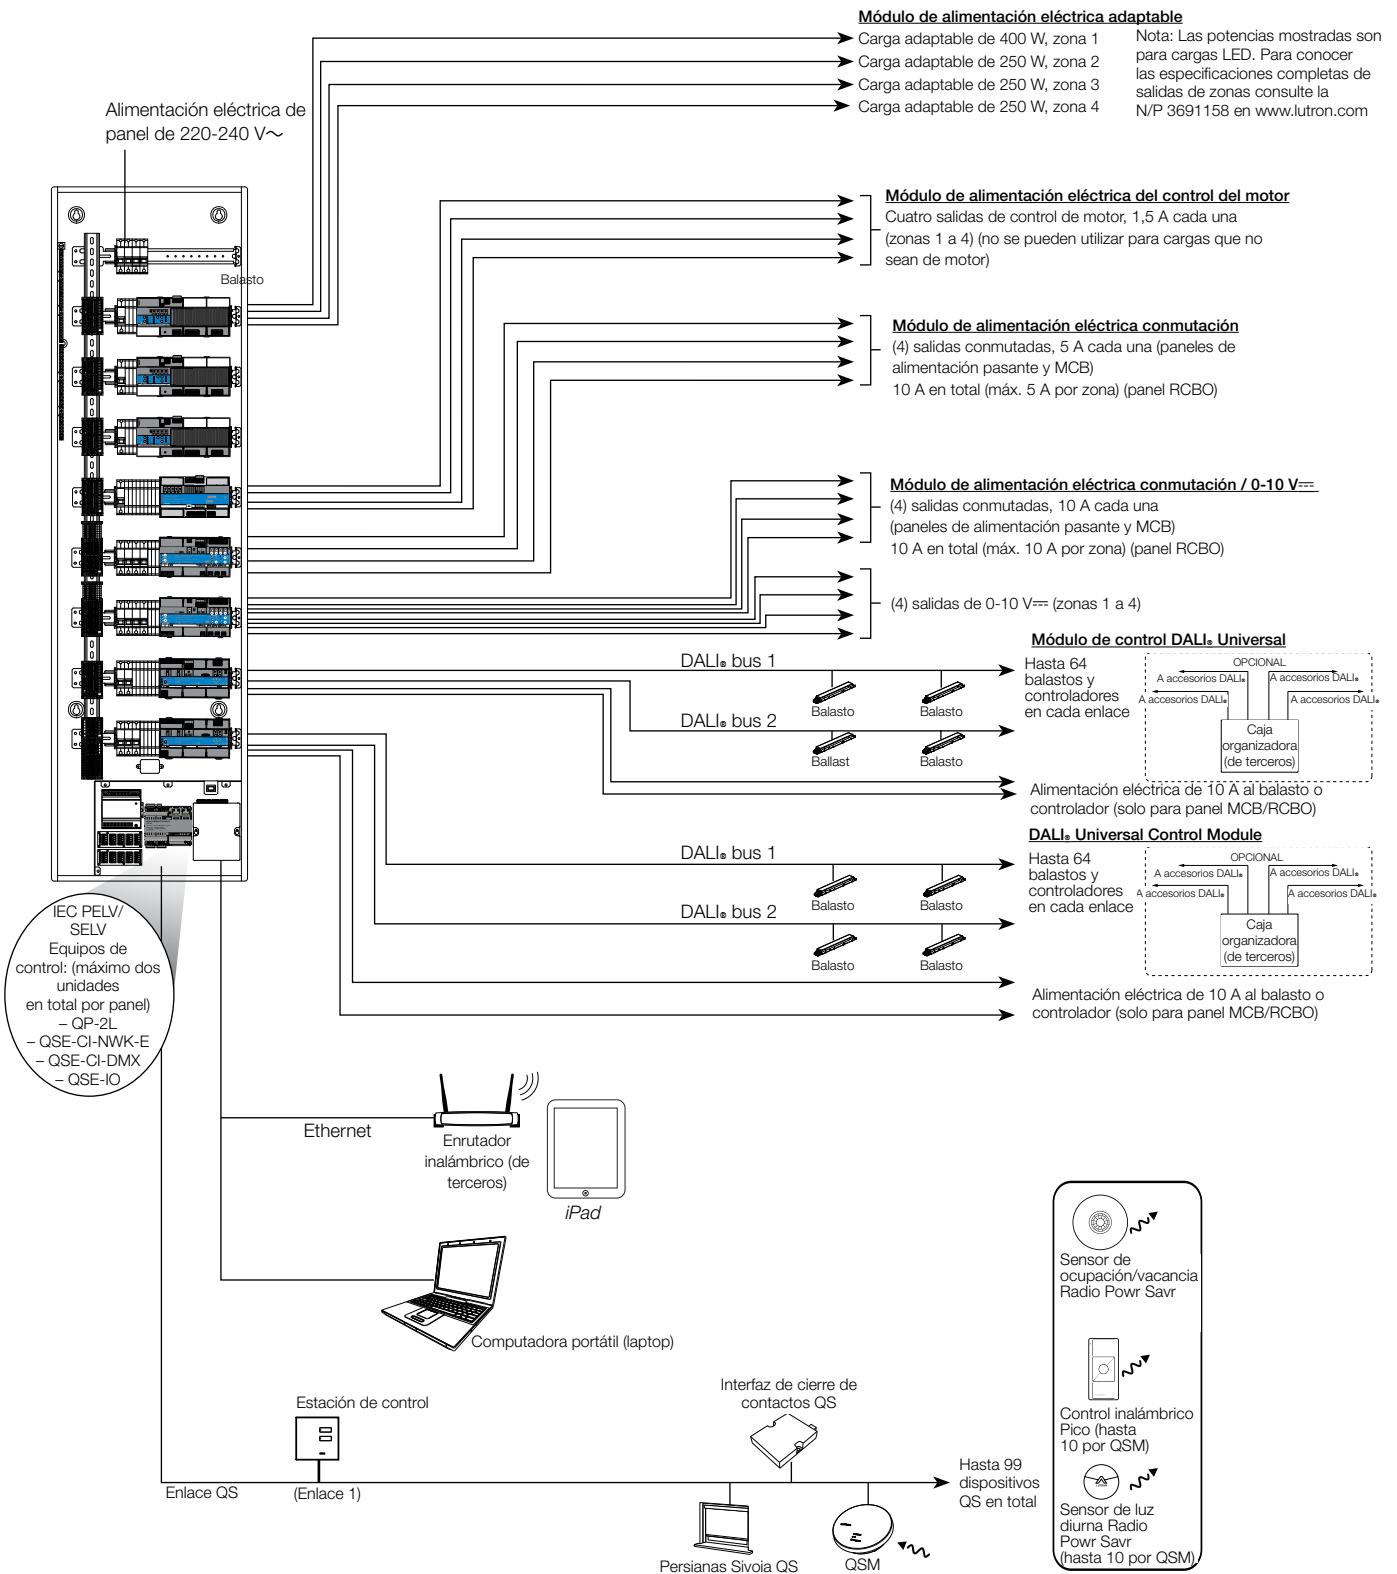 Módulo de alimentación eléctrica adaptable
Carga adaptable de 400 W, zona 1
Carga adaptable de 250 W, zona 2
Carga adaptable de 250 W, zona 3
Carga adaptable de 250 W, zona 4
Nota: Las potencias mostradas son
para cargas LED. Para conocer
las especificaciones completas de
salidas de zonas consulte la
N/P 3691158 en www.lutron.com
Alimentación eléctrica de
panel de 220-240 V~
Balasto
Módulo de alimentación eléctrica del control del motor
Cuatro salidas de control de motor, 1,5 A cada una
(zonas 1 a 4) (no se pueden utilizar para cargas que no
sean de motor)
Módulo de alimentación eléctrica conmutación
(4) salidas conmutadas, 5 A cada una (paneles de
alimentación pasante y MCB)
10 A en total (máx. 5 A por zona) (panel RCBO)
Módulo de alimentación eléctrica conmutación / 0-10 V⎓
(4) salidas conmutadas, 10 A cada una
(paneles de alimentación pasante y MCB)
10 A en total (máx. 10 A por zona) (panel RCBO)
(4) salidas de 0-10 V⎓ (zonas 1 a 4)
Módulo de control DALI® Universal
DALI® bus 1
Balasto
Balasto
DALI® bus 2
Ballast
Balasto
Hasta 64
balastos y
controladores
en cada enlace
OPCIONAL
A accesorios DALI®
A accesorios DALI®
A accesorios DALI®
A accesorios DALI®
Caja
organizadora
(de terceros)
Alimentación eléctrica de 10 A al balasto o
controlador (solo para panel MCB/RCBO)
DALI® Universal Control Module
DALI® bus 1
Balasto
Balasto
DALI® bus 2
Balasto
Balasto
Hasta 64
balastos y
controladores
en cada enlace
OPCIONAL
A accesorios DALI®
A accesorios DALI®
A accesorios DALI®
A accesorios DALI®
Caja
organizadora
(de terceros)
Alimentación eléctrica de 10 A al balasto o
controlador (solo para panel MCB/RCBO)
IEC PELV/
SELV
Equipos de
control: (máximo dos
unidades
en total por panel)
– QP-2L
– QSE-CI-NWK-E
– QSE-CI-DMX
– QSE-IO
Ethernet
Enrutador
inalámbrico (de
terceros)
iPad
Computadora portátil (laptop)
Estación de control
Enlace QS
(Enlace 1)
Interfaz de cierre de
contactos QS
Persianas Sivoia QS
QSM
Hasta 99
dispositivos
QS en total
Sensor de
ocupación/vacancia
Radio Powr Savr
Control inalámbrico
Pico (hasta
10 por QSM)
Sensor de luz
diurna Radio
Powr Savr
(hasta 10 por QSM)